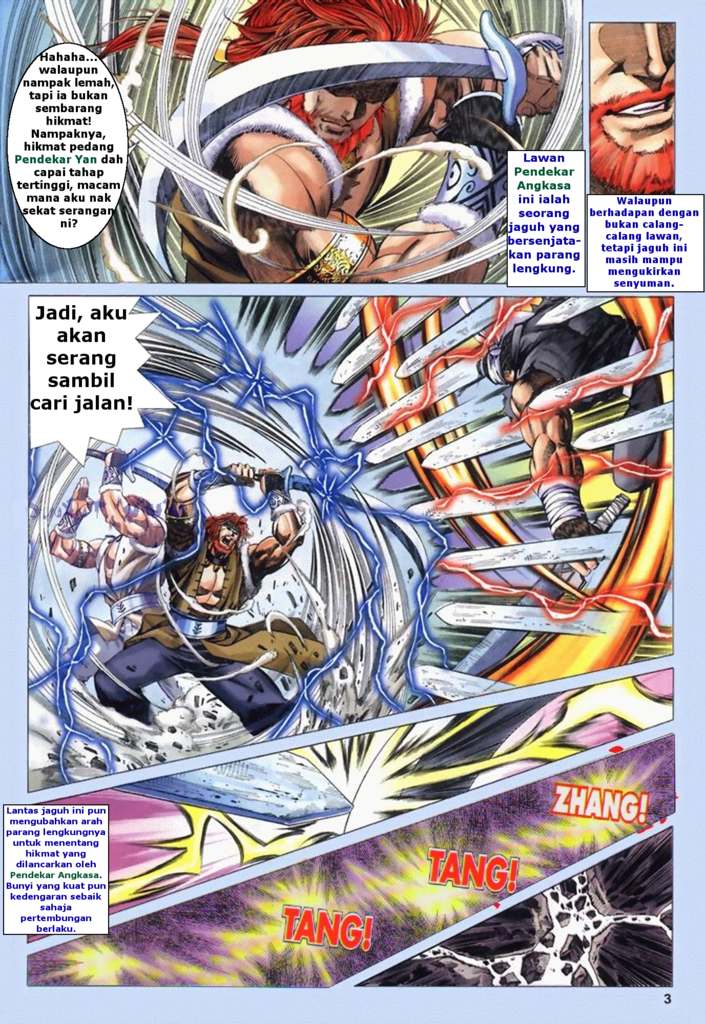 Hahaha...
walaupun
nampak lemah,
tapi ia bukan
sembarang
hikmat!
Nampaknya,
hikmat pedang
Pendekar Yan dah
capai tahap
tertinggi, macam
mana aku nak
sekat serangan
ni?
Lawan
Pendekar
Angkasa
ini ialah
seorang
jaguh yang
bersenjata-
kan parang
lengkung.
Walaupun
berhadapan dengan
bukan calang-
calang lawan,
tetapi jaguh ini
masih mampu
mengukirkan
senyuman.
Jadi, aku
akan
serang
sambil
cari jalan!
Lantas jaguh ini pun
mengubahkan arah
parang lengkungnya
untuk menentang
hikmat yang
dilancarkan oleh
Pendekar Angkasa.
Bunyi yang kuat pun
kedengaran sebaik
sahaja
pertembungan
berlaku.
ZHANG!
TANG!
TANG!
3